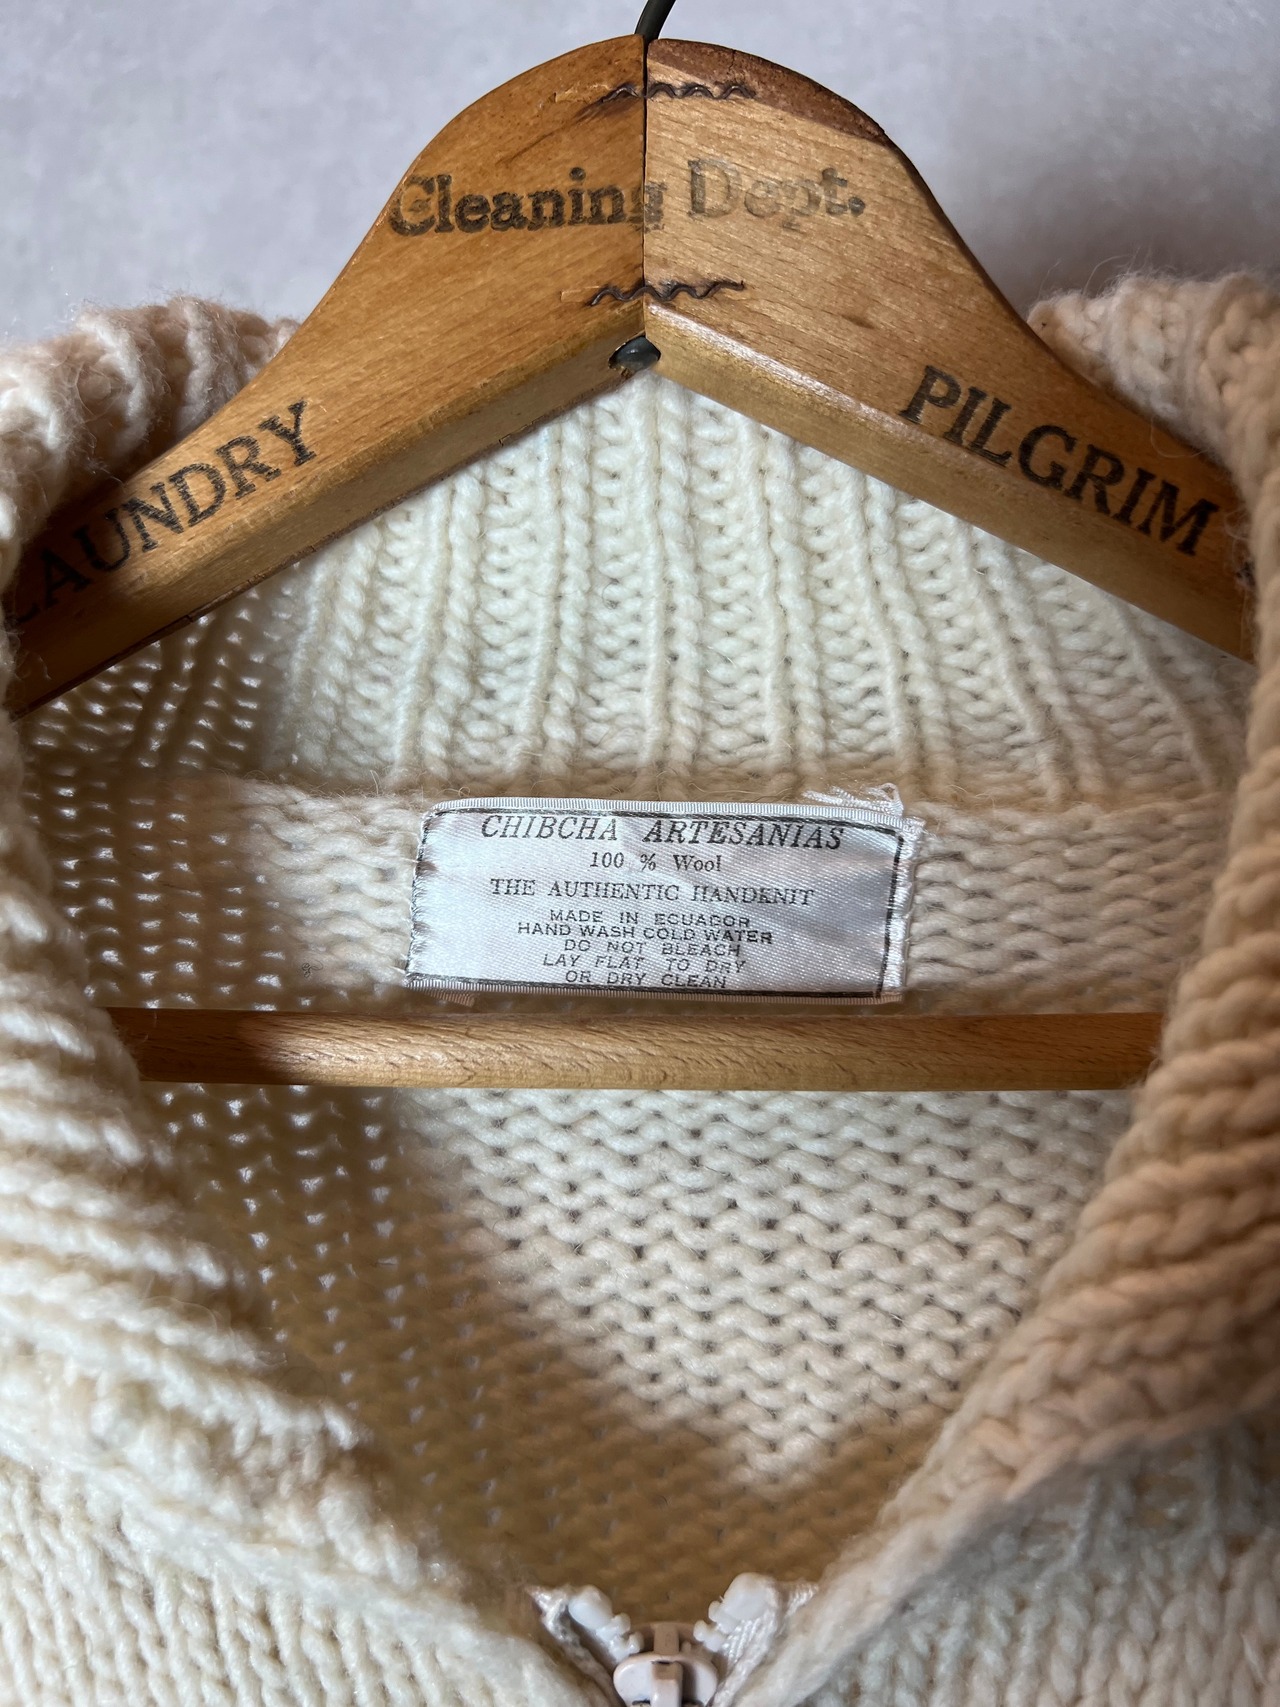 Cleaning Dept.
LAUNDRY
PILGRIM
CHIBCHA ARTESANIAS
100 % Wool
THE AUTHENTIC HANDKNIT
MADE IN ECUADOR
HAND WASH COLD WATER
DO NOT BLEACH
LAY FLAT TO DRY
OR DRY CLEAN